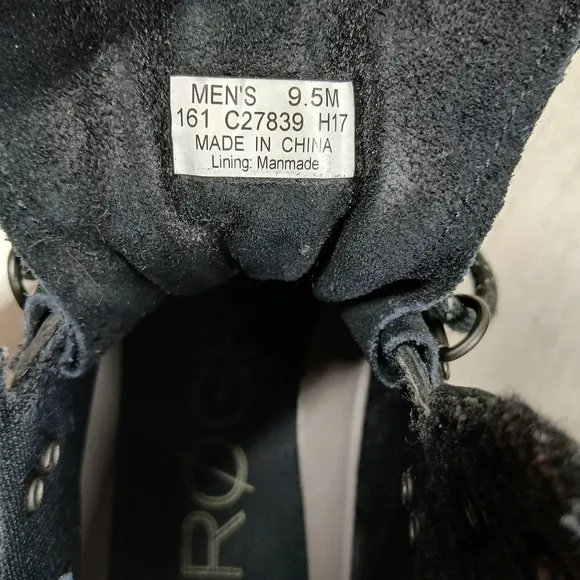 MEN'S 9.5M
161 C27839 H17
MADE IN CHINA
Lining: Manmade